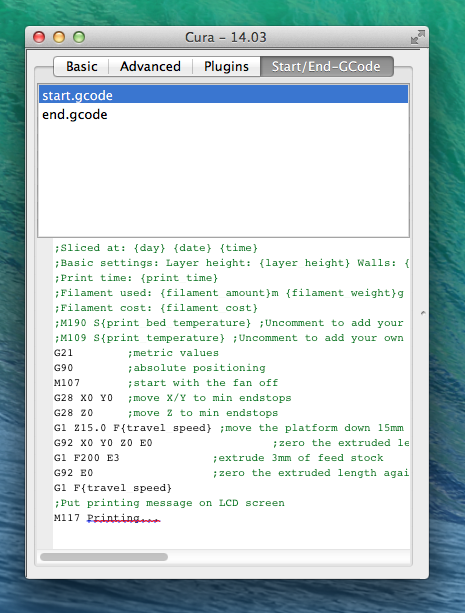 Cura - 14.03
Basic Advanced Plugins Start/End-GCode
start.gcode
end.gcode
;Sliced at: {day} {date} {time}
;Basic settings: Layer height: {layer height} Walls: {
;Print time: {print time}
;Filament used: {filament amount}m {filament weight}g
;Filament cost: {filament cost}
;M190 S{print bed temperature} ;Uncomment to add your
;M109 S{print temperature} ;Uncomment to add your own
G21 ;metric values
G90 ;absolute positioning
M107 ;start with the fan off
G28 X0 Y0 ;move X/Y to min endstops
G28 Z0 ;move Z to min endstops
G1 Z15.0 F{travel speed} ;move the platform down 15mm
G92 X0 Y0 Z0 E0 ;zero the extruded le
G1 F200 E3 ;extrude 3mm of feed stock
G92 E0 ;zero the extruded length agai
G1 F{travel speed}
;Put printing message on LCD screen
M117 Printing...